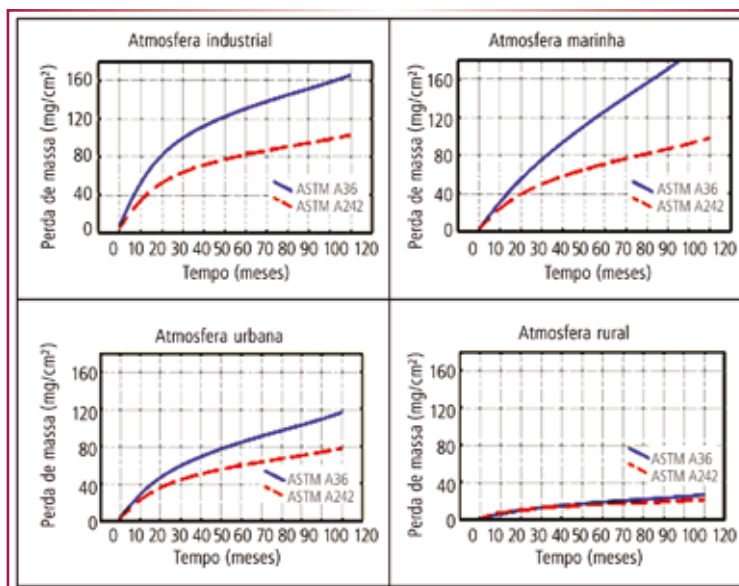 Atmosfera industrial
Perda de massa (mg/cm²)
160
120
80
40
0
ASTM A36
ASTM A242
0 10 20 30 40 50 60 70 80 90 100 120
Tempo (meses)
Atmosfera marinha
Perda de massa (mg/cm²)
160
120
80
40
0
ASTM A36
ASTM A242
0 10 20 30 40 50 60 70 80 90 100 120
Tempo (meses)
Atmosfera urbana
Perda de massa (mg/cm²)
160
120
80
40
0
ASTM A36
ASTM A242
0 10 20 30 40 50 60 70 80 90 100 120
Tempo (meses)
Atmosfera rural
Perda de massa (mg/cm²)
160
120
80
40
0
ASTM A36
ASTM A242
0 10 20 30 40 50 60 70 80 90 100 120
Tempo (meses)